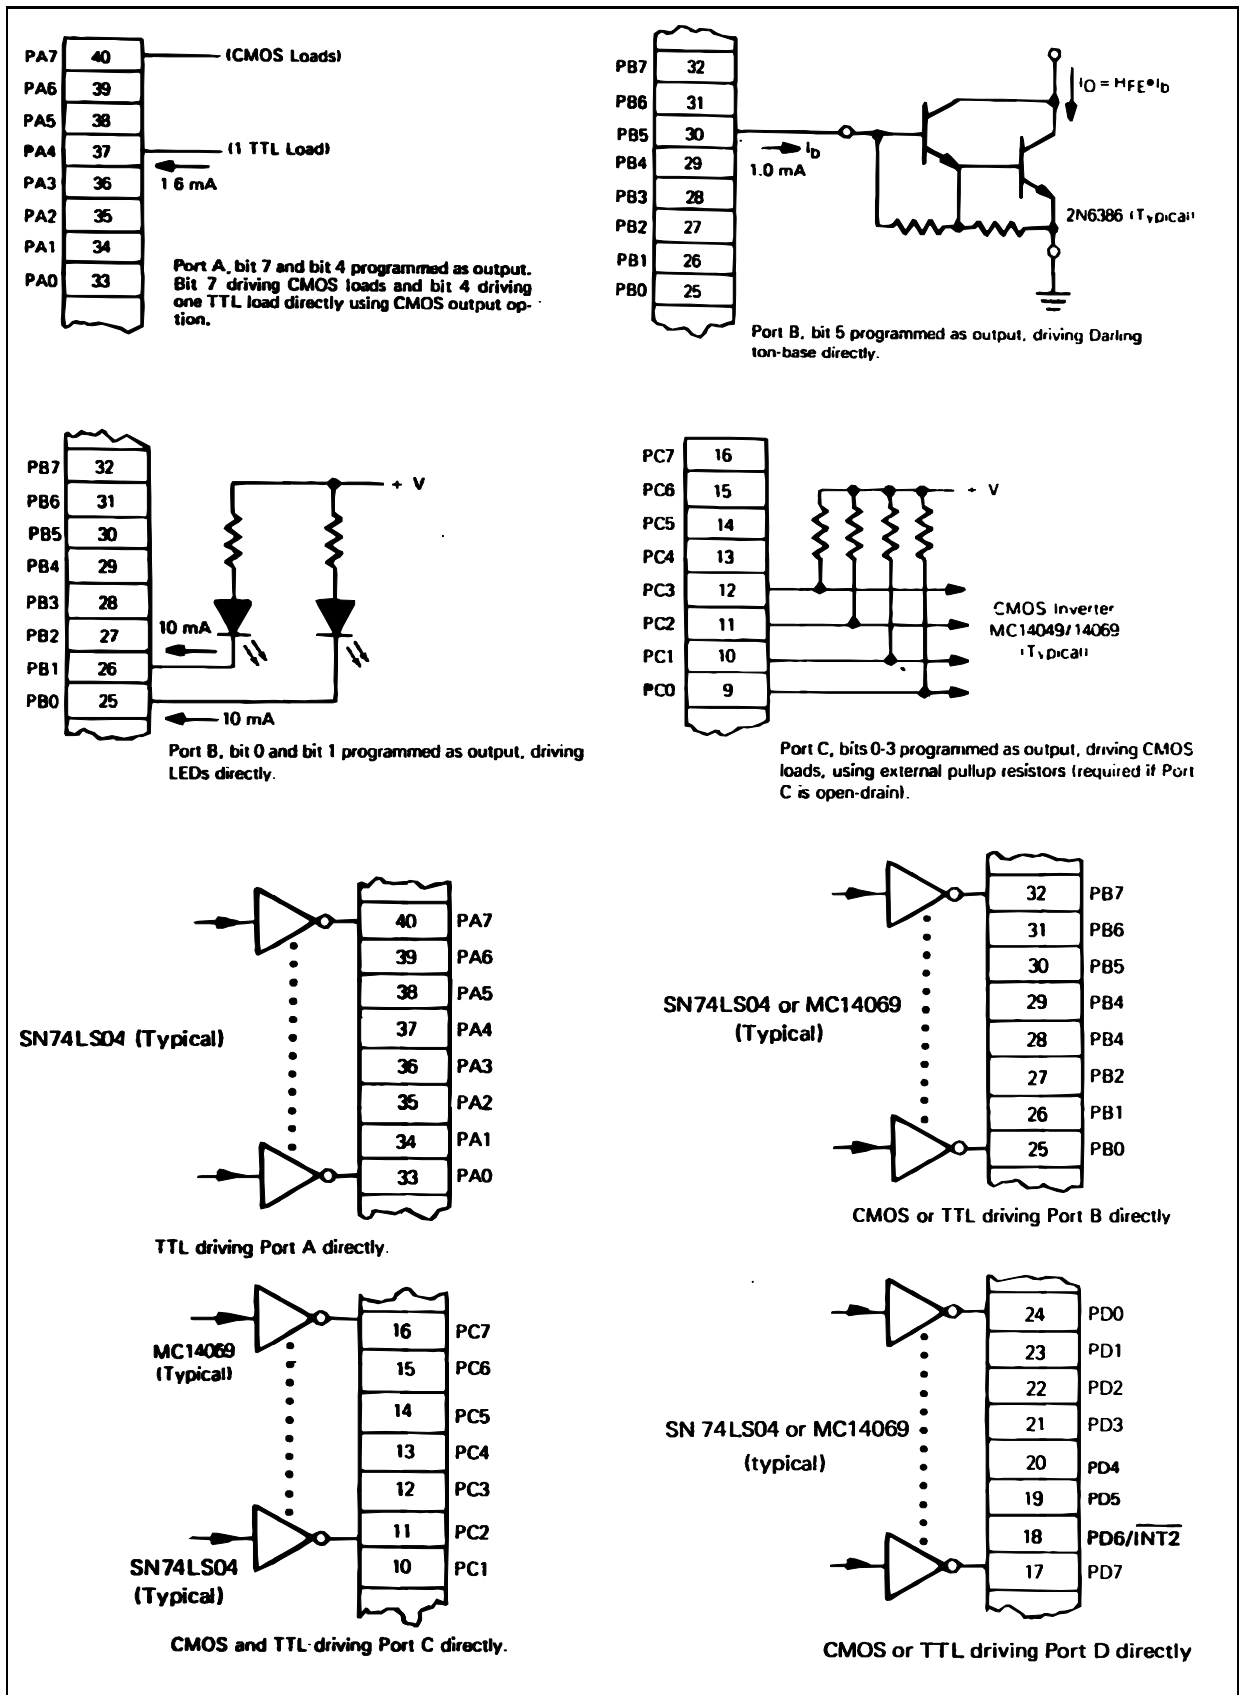 PA7 40 (CMOS Loads)
PA6 39
PA5 38
PA4 37 (1 TTL Load)
1 6 mA
PA3 36
PA2 35
PA1 34
PA0 33
Port A, bit 7 and bit 4 programmed as output.
Bit 7 driving CMOS loads and bit 4 driving
one TTL load directly using CMOS output op-
tion.
PB7 32
PB6 31
PB5 30
PB4 29
PB3 28
PB2 27
PB1 26
PB0 25
Ib
1.0 mA
IO = HFE•Ib
2N6386 (Typical)
Port B, bit 5 programmed as output, driving Darling
ton-base directly.
PB7 32
PB6 31
PB5 30
PB4 29
PB3 28
PB2 27
PB1 26
PB0 25
+ V
10 mA
10 mA
Port B, bit 0 and bit 1 programmed as output, driving
LEDs directly.
PC7 16
PC6 15
PC5 14
PC4 13
PC3 12
PC2 11
PC1 10
PC0 9
+ V
CMOS Inverter
MC14049/14069
(Typical)
Port C, bits 0-3 programmed as output, driving CMOS
loads, using external pullup resistors (required if Port
C is open-drain).
SN74LS04 (Typical)
40 PA7
39 PA6
38 PA5
37 PA4
36 PA3
35 PA2
34 PA1
33 PA0
TTL driving Port A directly.
SN74LS04 or MC14069
(Typical)
32 PB7
31 PB6
30 PB5
29 PB4
28 PB4
27 PB2
26 PB1
25 PB0
CMOS or TTL driving Port B directly
MC14069
(Typical)
SN74LS04
(Typical)
16 PC7
15 PC6
14 PC5
13 PC4
12 PC3
11 PC2
10 PC1
CMOS and TTL driving Port C directly.
SN 74LS04 or MC14069
(typical)
24 PD0
23 PD1
22 PD2
21 PD3
20 PD4
19 PD5
18 PD6/I̅N̅T̅2̅
17 PD7
CMOS or TTL driving Port D directly